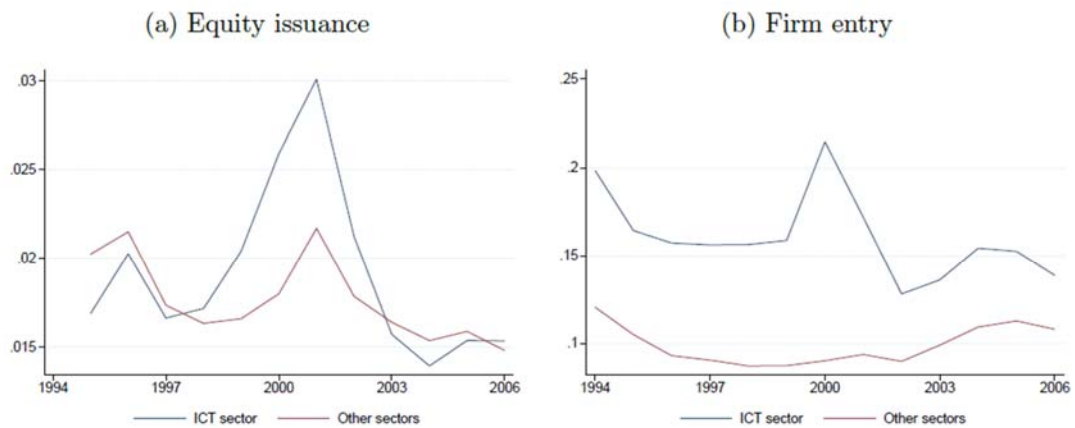 (a) Equity issuance
.03
.025
.02
.015
1994 1997 2000 2003 2006
ICT sector Other sectors
(b) Firm entry
.25
.2
.15
.1
1994 1997 2000 2003 2006
ICT sector Other sectors